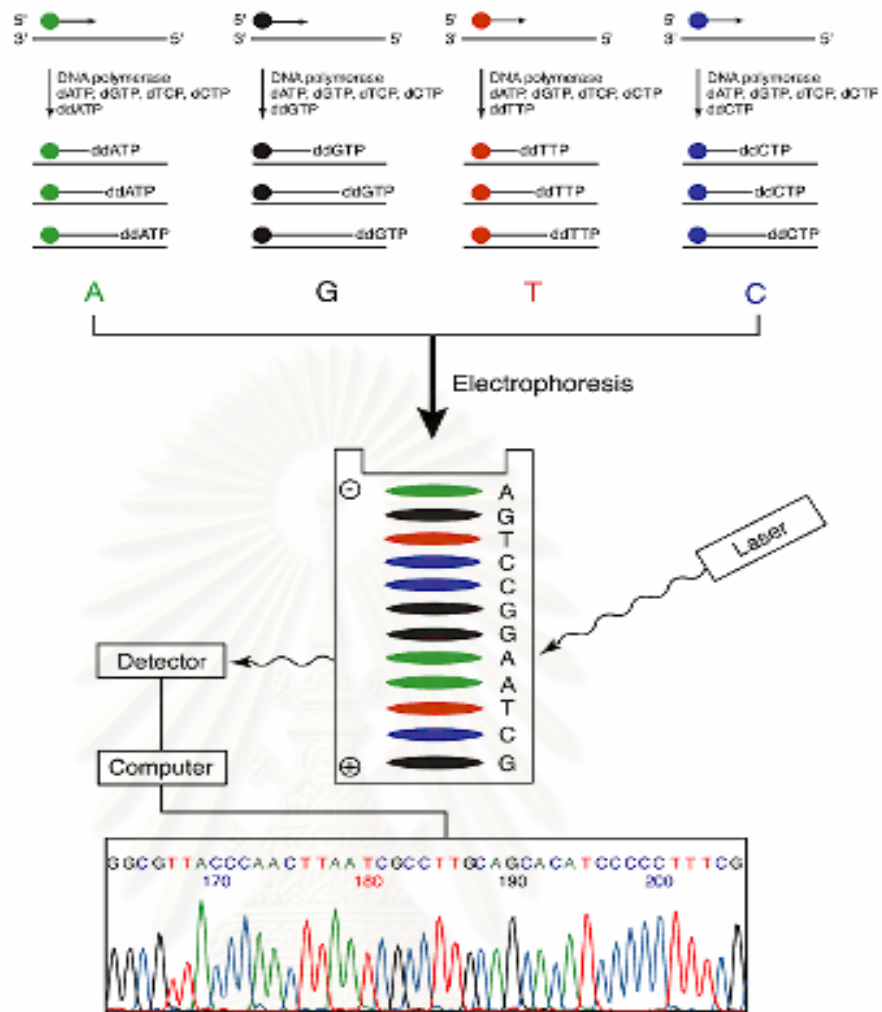 5' 5' 5' 5'
3' 5' 3' 5' 3' 5' 3' 5'
DNA polymerase DNA polymerase DNA polymerase DNA polymerase
dATP, dGTP, dTCP, dCTP dATP, dGTP, dTCP, dCTP dATP, dGTP, dTCP, dCTP dATP, dGTP, dTCP, dCTP
ddATP ddGTP ddTTP ddCTP
ddATP ddGTP ddTTP ddCTP
ddATP ddGTP ddTTP ddCTP
ddATP ddGTP ddTTP ddCTP
A G T C
Electrophoresis
- A
G
T
C
C
G
G
A
A
T
C
+ G
Laser
Detector
Computer
GGCGTTACCCAACTTAATCGCCTTGCAGCACATCCCCCTTTCG
170 180 190 200